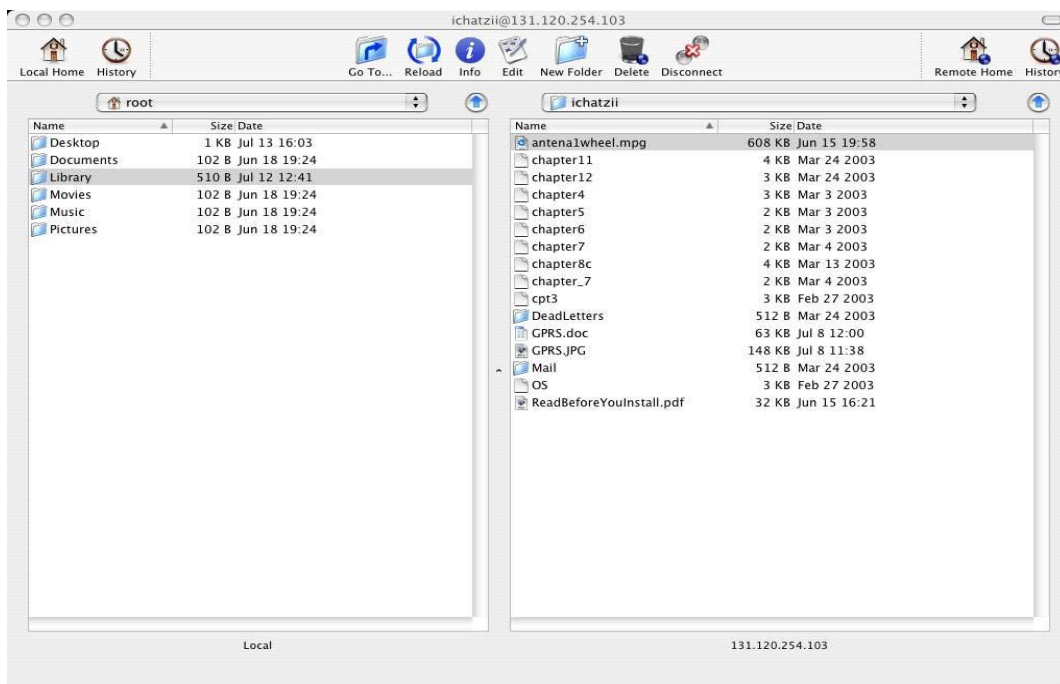 ichatzii@131.120.254.103
Local Home History Go To... Reload Info Edit New Folder Delete Disconnect Remote Home History
root
Name Size Date
Desktop 1 KB Jul 13 16:03
Documents 102 B Jun 18 19:24
Library 510 B Jul 12 12:41
Movies 102 B Jun 18 19:24
Music 102 B Jun 18 19:24
Pictures 102 B Jun 18 19:24
Local
ichatzii
Name Size Date
antena1wheel.mpg 608 KB Jun 15 19:58
chapter11 4 KB Mar 24 2003
chapter12 3 KB Mar 24 2003
chapter4 3 KB Mar 3 2003
chapter5 2 KB Mar 3 2003
chapter6 2 KB Mar 3 2003
chapter7 2 KB Mar 4 2003
chapter8c 4 KB Mar 13 2003
chapter_7 2 KB Mar 4 2003
cpt3 3 KB Feb 27 2003
DeadLetters 512 B Mar 24 2003
GPRS.doc 63 KB Jul 8 12:00
GPRS.JPG 148 KB Jul 8 11:38
Mail 512 B Mar 24 2003
OS 3 KB Feb 27 2003
ReadBeforeYouInstall.pdf 32 KB Jun 15 16:21
131.120.254.103